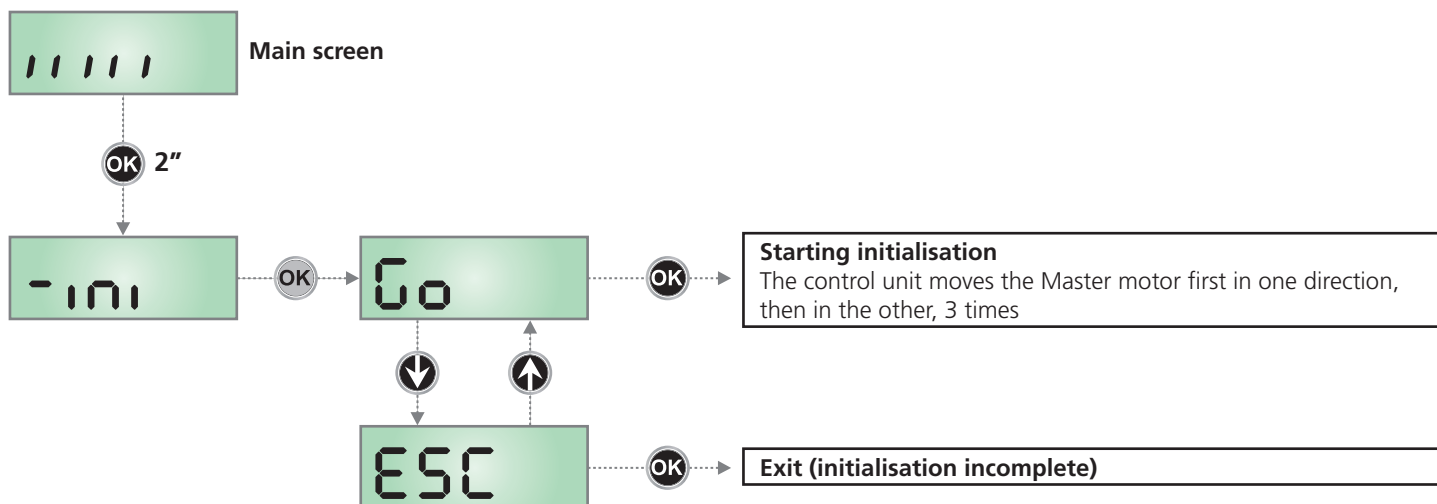 Main screen
OK 2"
-ini
OK
Go
OK
Starting initialisation
The control unit moves the Master motor first in one direction,
then in the other, 3 times
ESC
OK
Exit (initialisation incomplete)